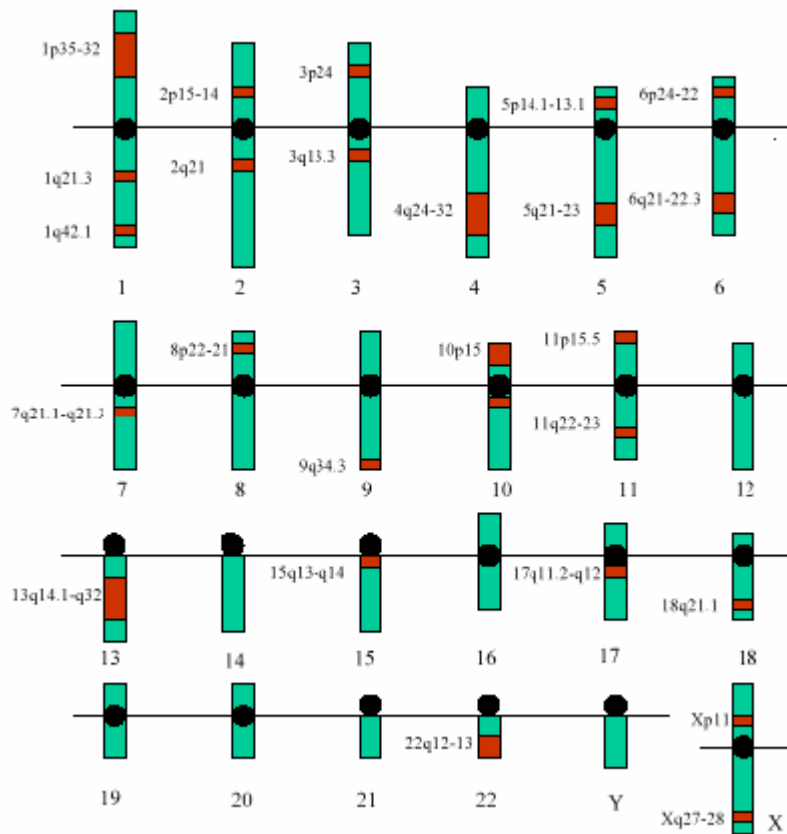 1p35-32
2p15-14
3p24
5p14.1-13.1
6p24-22
1q21.3
2q21
3q13.3
4q24-32
5q21-23
6q21-22.3
1q42.1
1 2 3 4 5 6
8p22-21
10p15
11p15.5
7q21.1-q21.
11q22-23
9q34.3
7 8 9 10 11 12
13q14.1-q32
15q13-q14
17q11.2-q12
18q21.1
13 14 15 16 17 18
Xp11
22q12-13
19 20 21 22 Y
Xq27-28
X